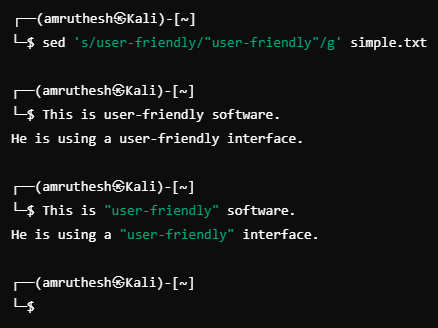 ┌──(amruthesh㉿Kali)-[~]
└─$ sed 's/user-friendly/"user-friendly"/g' simple.txt
┌──(amruthesh㉿Kali)-[~]
└─$ This is user-friendly software.
He is using a user-friendly interface.
┌──(amruthesh㉿Kali)-[~]
└─$ This is "user-friendly" software.
He is using a "user-friendly" interface.
┌──(amruthesh㉿Kali)-[~]
└─$